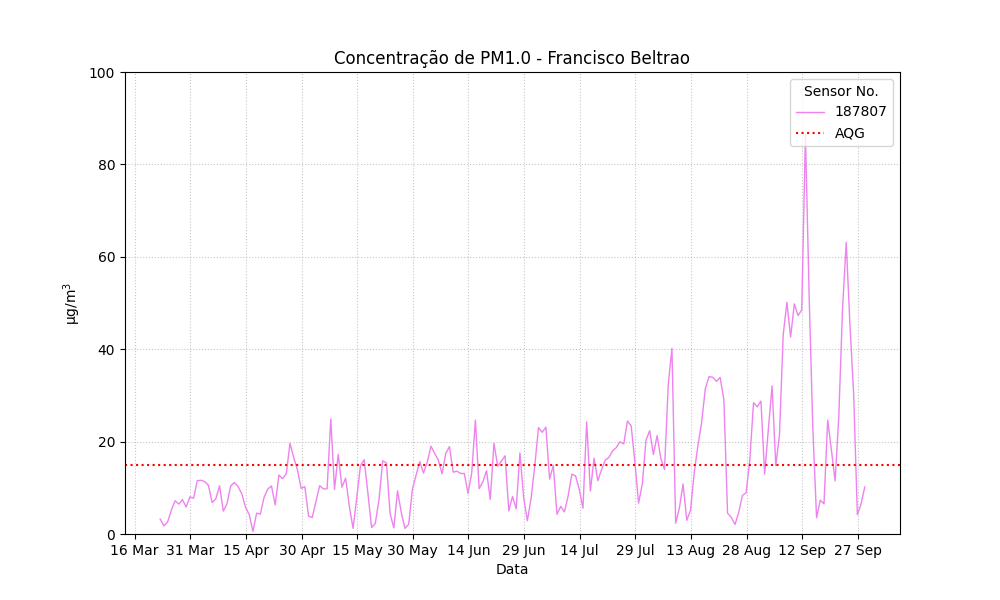 Concentração de PM1.0 - Francisco Beltrao
Sensor No.
187807
AQG
100
80
60
40
20
0
µg/m³
16 Mar 31 Mar 15 Apr 30 Apr 15 May 30 May 14 Jun 29 Jun 14 Jul 29 Jul 13 Aug 28 Aug 12 Sep 27 Sep
Data